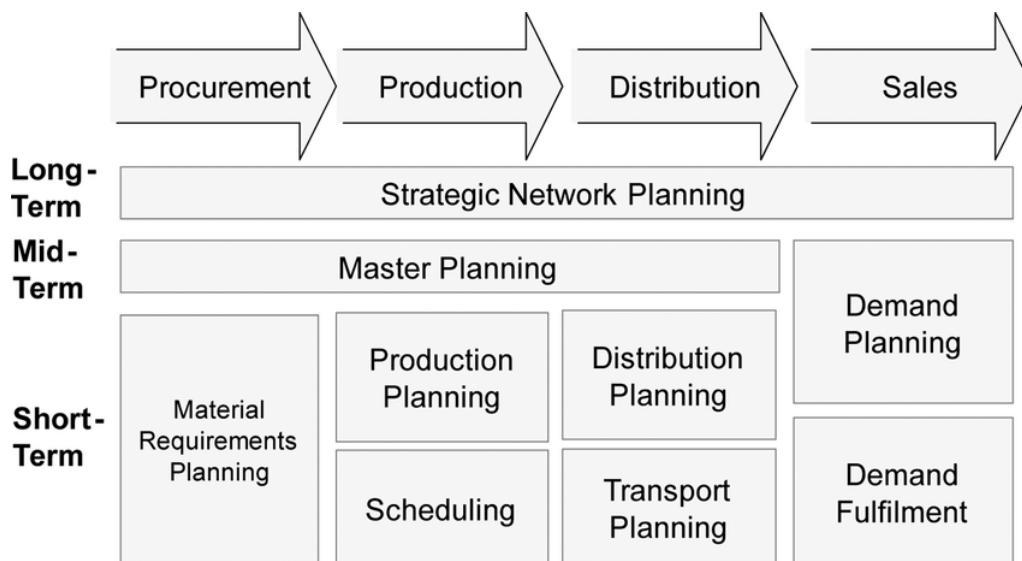 Procurement
Production
Distribution
Sales
Long-
Term
Strategic Network Planning
Mid-
Term
Master Planning
Demand
Planning
Short-
Term
Material
Requirements
Planning
Production
Planning
Distribution
Planning
Scheduling
Transport
Planning
Demand
Fulfilment